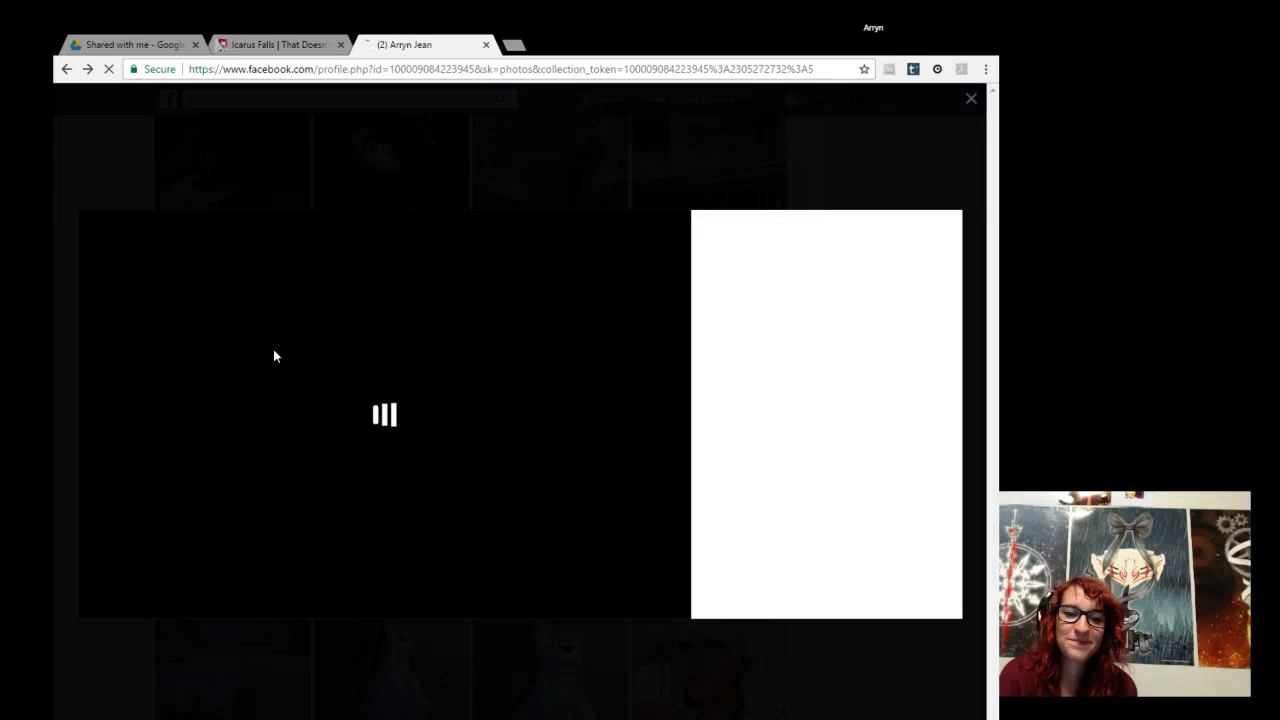 Arryn
Shared with me - Google
Icarus Falls | That Doesn't
(2) Arryn Jean
Secure
https://www.facebook.com/profile.php?id=100009084223945&sk=photos&collection_token=100009084223945%3A2305272732%3A5